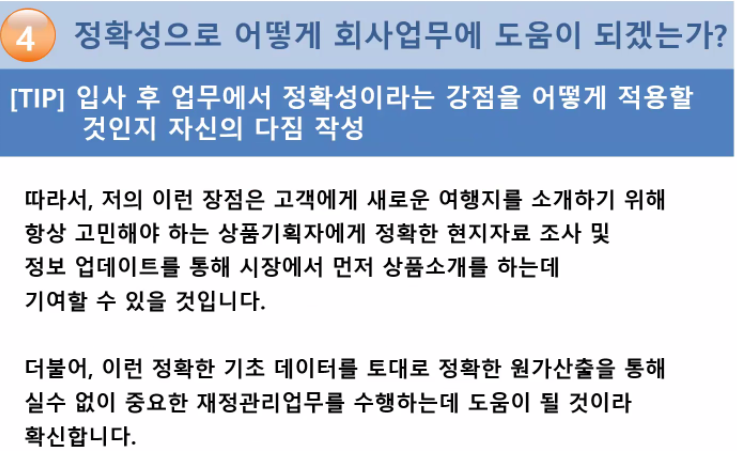 4 정확성으로 어떻게 회사업무에 도움이 되겠는가?
[TIP] 입사 후 업무에서 정확성이라는 강점을 어떻게 적용할
것인지 자신의 다짐 작성
따라서, 저의 이런 장점은 고객에게 새로운 여행지를 소개하기 위해
항상 고민해야 하는 상품기획자에게 정확한 현지자료 조사 및
정보 업데이트를 통해 시장에서 먼저 상품소개를 하는데
기여할 수 있을 것입니다.
더불어, 이런 정확한 기초 데이터를 토대로 정확한 원가산출을 통해
실수 없이 중요한 재정관리업무를 수행하는데 도움이 될 것이라
확신합니다.